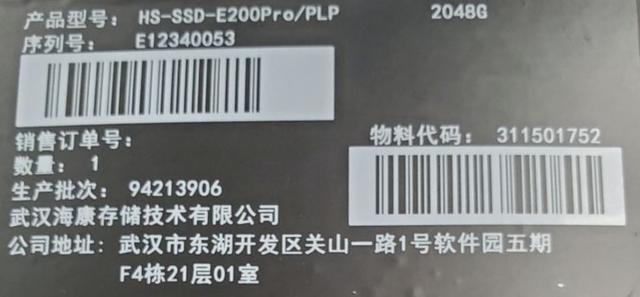 产品型号： HS-SSD-E200Pro/PLP 2048G
序列号： E12340053
销售订单号：
物料代码： 311501752
数量： 1
生产批次： 94213906
武汉海康存储技术有限公司
公司地址： 武汉市东湖开发区关山一路1号软件园五期
F4栋21层01室